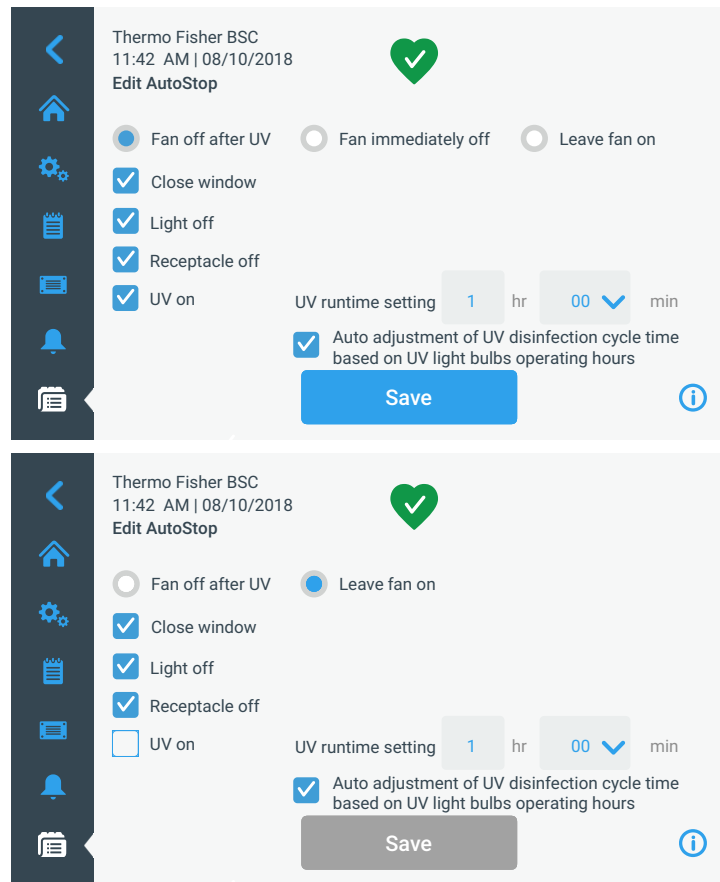 Thermo Fisher BSC
11:42 AM | 08/10/2018
Edit AutoStop
Fan off after UV Fan immediately off Leave fan on
Close window
Light off
Receptacle off
UV on UV runtime setting 1 hr 00 min
Auto adjustment of UV disinfection cycle time
based on UV light bulbs operating hours
Save
Thermo Fisher BSC
11:42 AM | 08/10/2018
Edit AutoStop
Fan off after UV Leave fan on
Close window
Light off
Receptacle off
UV on UV runtime setting 1 hr 00 min
Auto adjustment of UV disinfection cycle time
based on UV light bulbs operating hours
Save